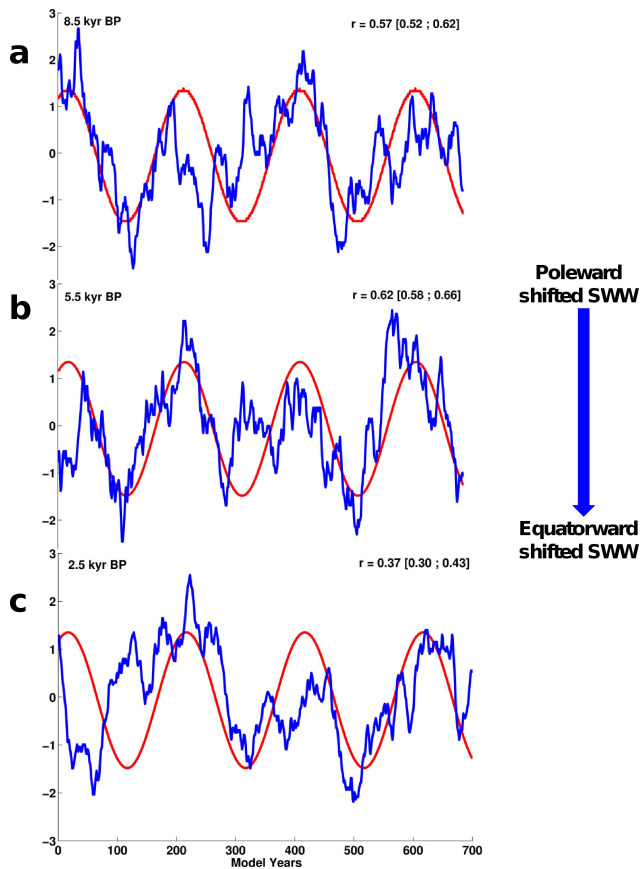 a
8.5 kyr BP
r = 0.57 [0.52 ; 0.62]
3
2
1
0
−1
−2
b
5.5 kyr BP
r = 0.62 [0.58 ; 0.66]
3
2
1
0
−1
−2
Poleward
shifted SWW
Equatorward
shifted SWW
c
2.5 kyr BP
r = 0.37 [0.30 ; 0.43]
3
2
1
0
−1
−2
−3
0 100 200 300 400 500 600 700
Model Years